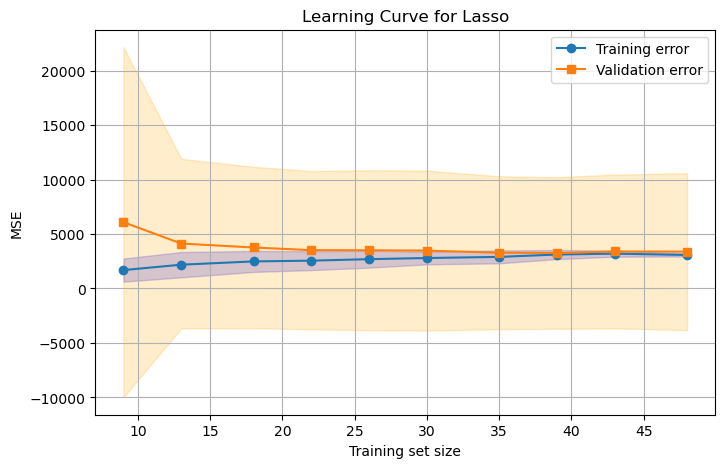 Learning Curve for Lasso
Training error
Validation error
MSE
20000
15000
10000
5000
0
−5000
−10000
10 15 20 25 30 35 40 45
Training set size